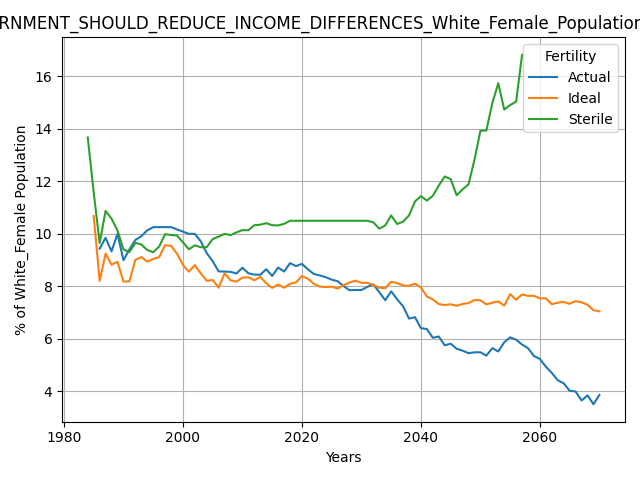 RNMENT_SHOULD_REDUCE_INCOME_DIFFERENCES_White_Female_Population
Fertility
Actual
Ideal
Sterile
% of White_Female Population
16
14
12
10
8
6
4
1980 2000 2020 2040 2060
Years